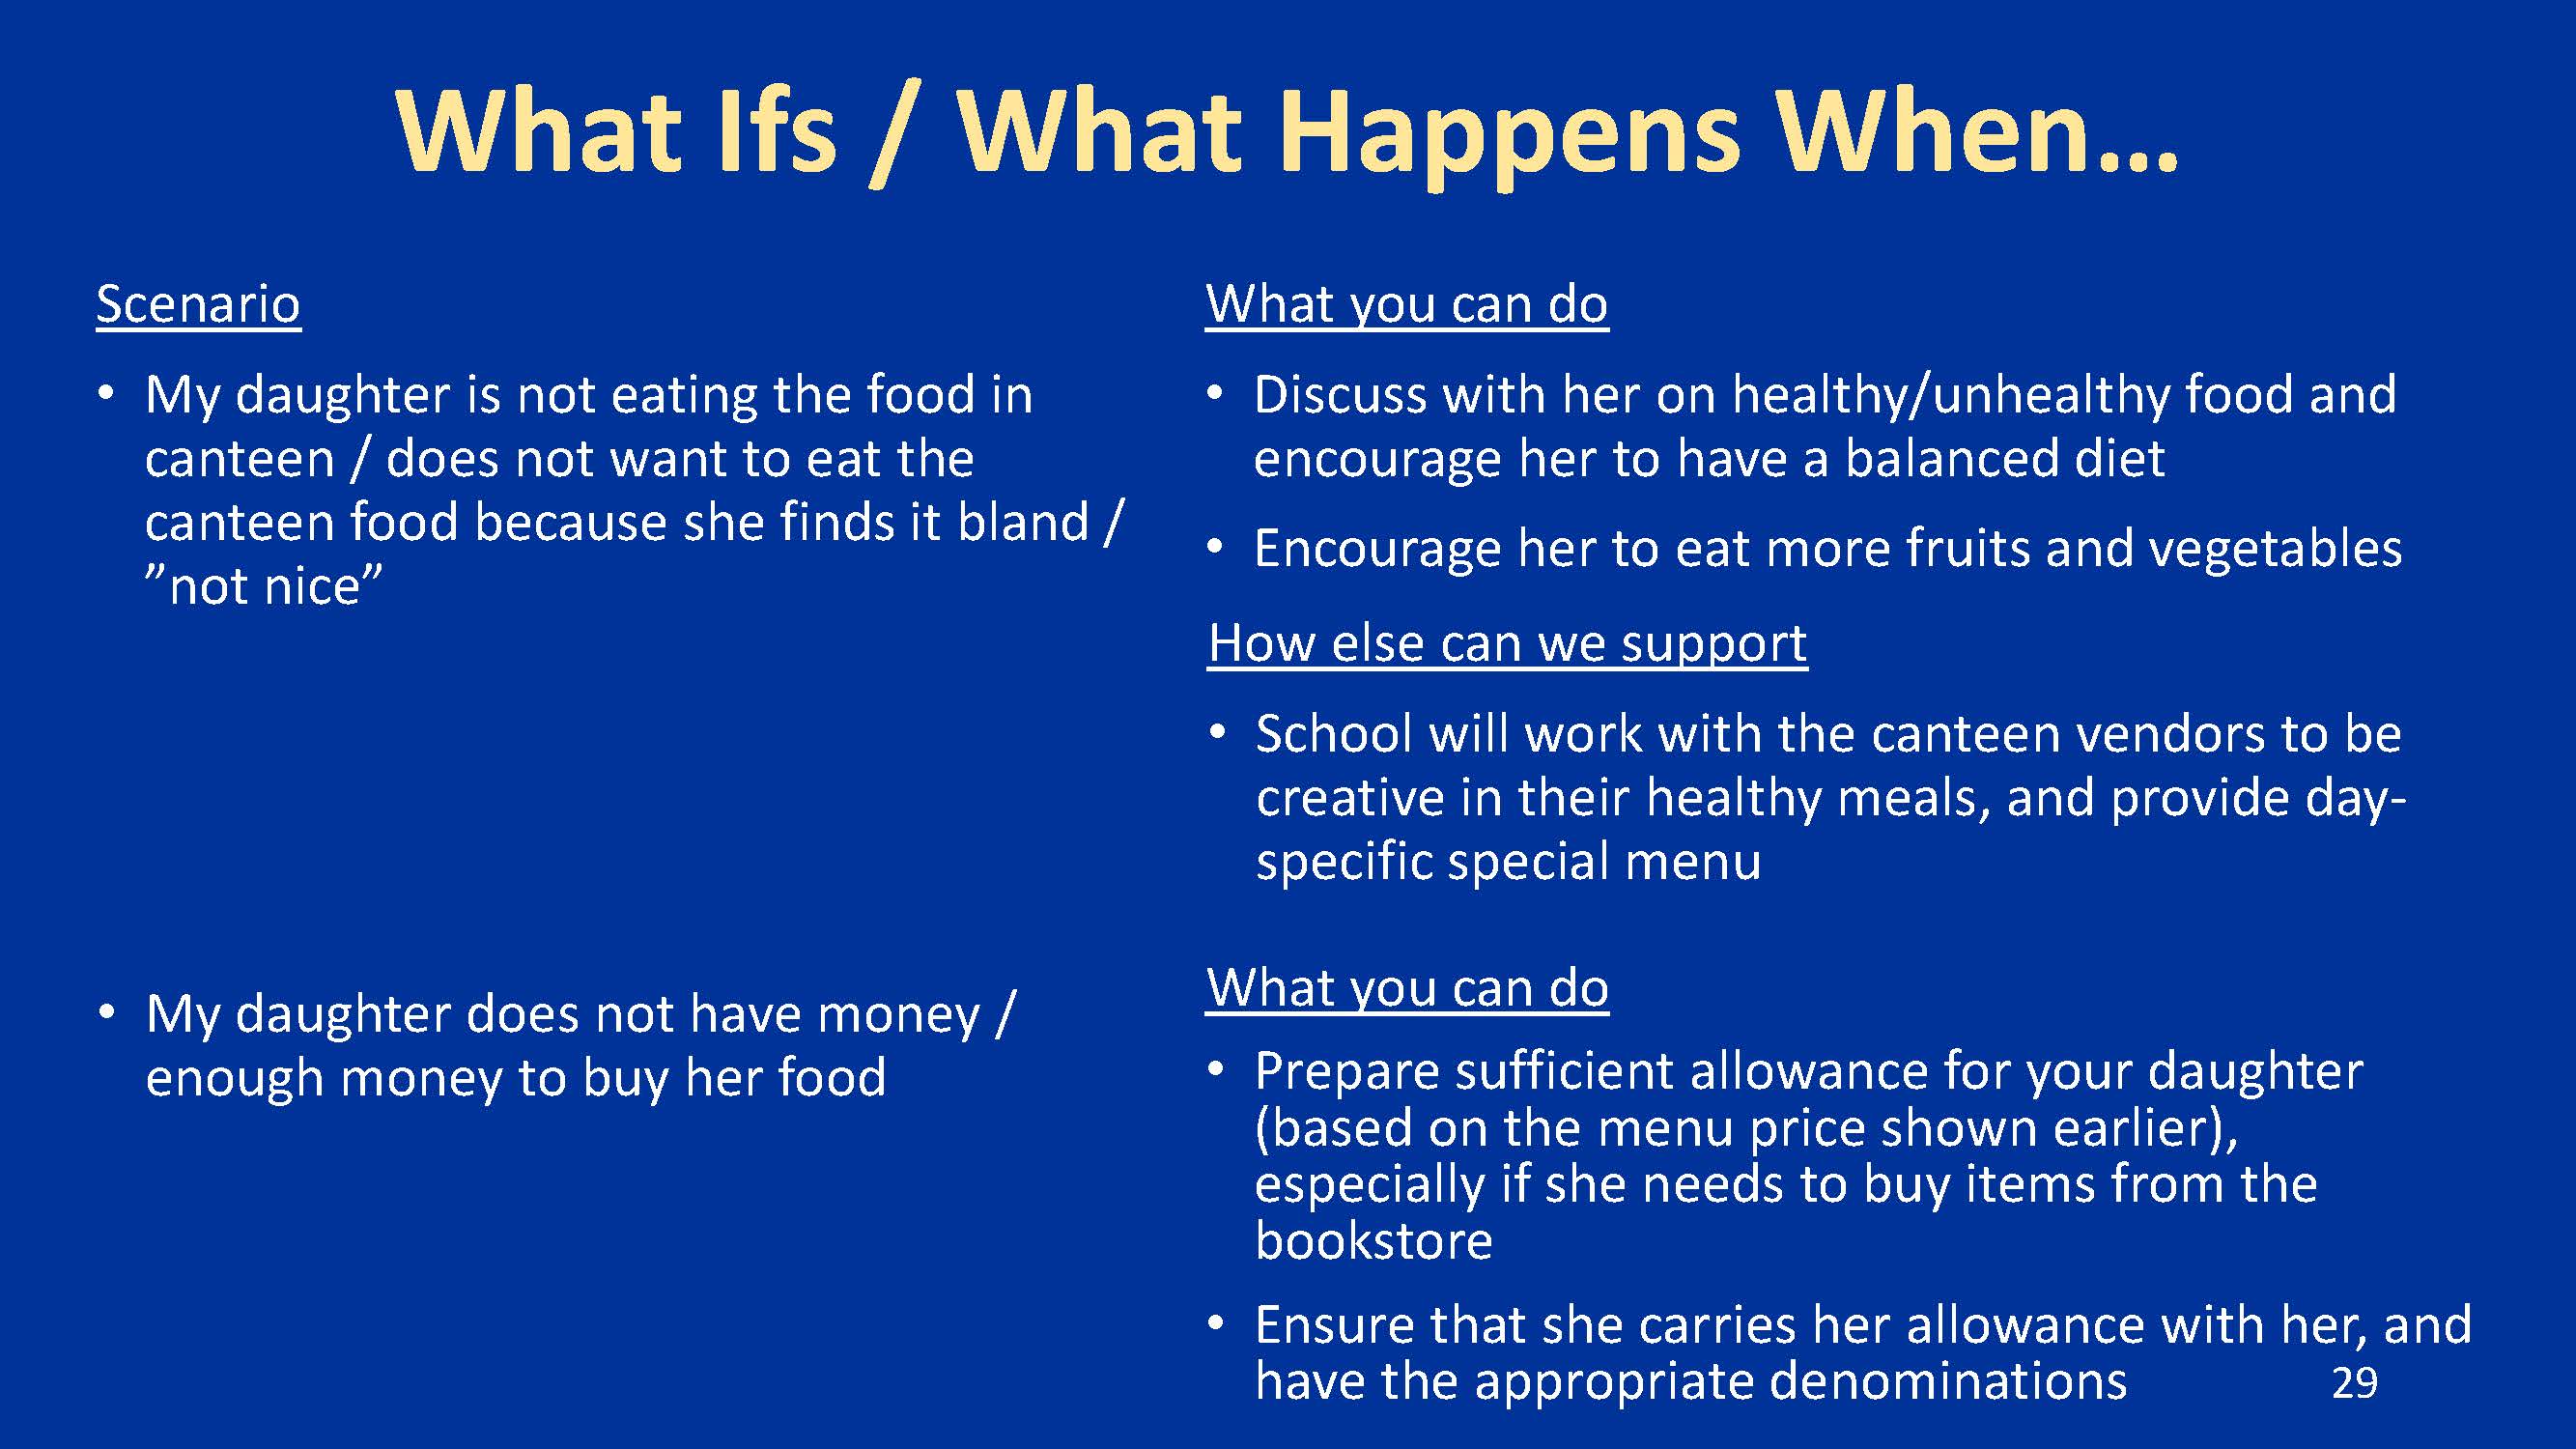 What Ifs / What Happens When…
Scenario
• My daughter is not eating the food in
canteen / does not want to eat the
canteen food because she finds it bland /
”not nice”
What you can do
• Discuss with her on healthy/unhealthy food and
encourage her to have a balanced diet
• Encourage her to eat more fruits and vegetables
How else can we support
• School will work with the canteen vendors to be
creative in their healthy meals, and provide day-
specific special menu
• My daughter does not have money /
enough money to buy her food
What you can do
• Prepare sufficient allowance for your daughter
(based on the menu price shown earlier),
especially if she needs to buy items from the
bookstore
• Ensure that she carries her allowance with her, and
have the appropriate denominations
29